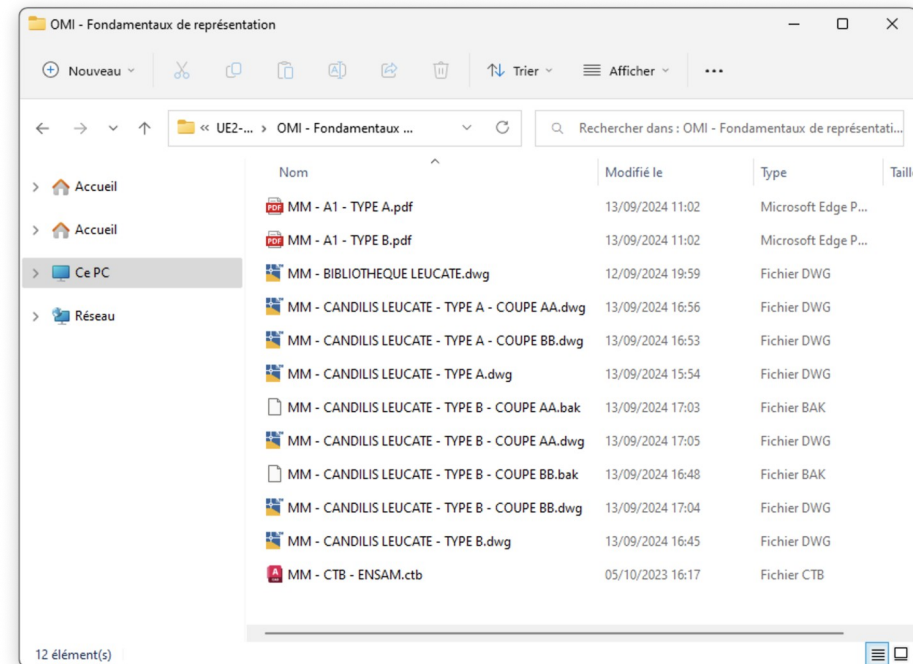 OMI - Fondamentaux de représentation
Nouveau Trier Afficher
« UE2-... > OMI - Fondamentaux ... Rechercher dans : OMI - Fondamentaux de représentati...
Nom Modifié le Type Taille
Accueil
Accueil
Ce PC
Réseau
MM - A1 - TYPE A.pdf 13/09/2024 11:02 Microsoft Edge P...
MM - A1 - TYPE B.pdf 13/09/2024 11:02 Microsoft Edge P...
MM - BIBLIOTHEQUE LEUCATE.dwg 12/09/2024 19:59 Fichier DWG
MM - CANDILIS LEUCATE - TYPE A - COUPE AA.dwg 13/09/2024 16:56 Fichier DWG
MM - CANDILIS LEUCATE - TYPE A - COUPE BB.dwg 13/09/2024 16:53 Fichier DWG
MM - CANDILIS LEUCATE - TYPE A.dwg 13/09/2024 15:54 Fichier DWG
MM - CANDILIS LEUCATE - TYPE B - COUPE AA.bak 13/09/2024 17:03 Fichier BAK
MM - CANDILIS LEUCATE - TYPE B - COUPE AA.dwg 13/09/2024 17:05 Fichier DWG
MM - CANDILIS LEUCATE - TYPE B - COUPE BB.bak 13/09/2024 16:48 Fichier BAK
MM - CANDILIS LEUCATE - TYPE B - COUPE BB.dwg 13/09/2024 17:04 Fichier DWG
MM - CANDILIS LEUCATE - TYPE B.dwg 13/09/2024 16:45 Fichier DWG
MM - CTB - ENSAM.ctb 05/10/2023 16:17 Fichier CTB
12 élément(s)